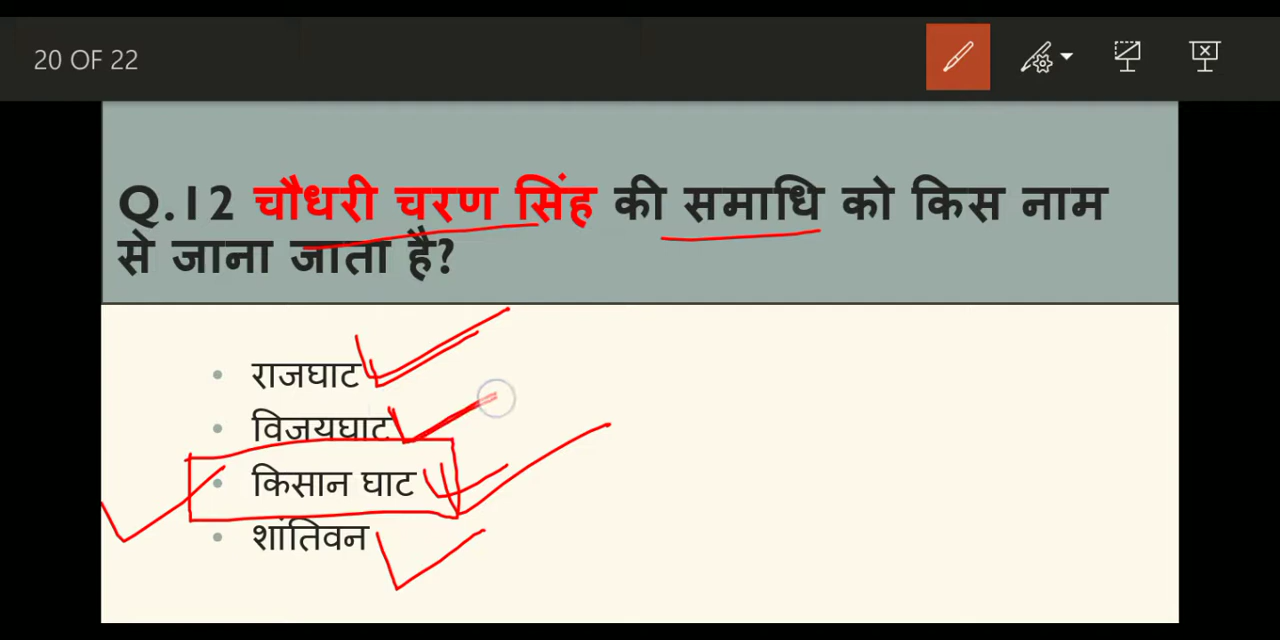 20 OF 22
Q.12 चौधरी चरण सिंह की समाधि को किस नाम
से जाना जाता है?
राजघाट
विजयघाट
किसान घाट
शांतिवन